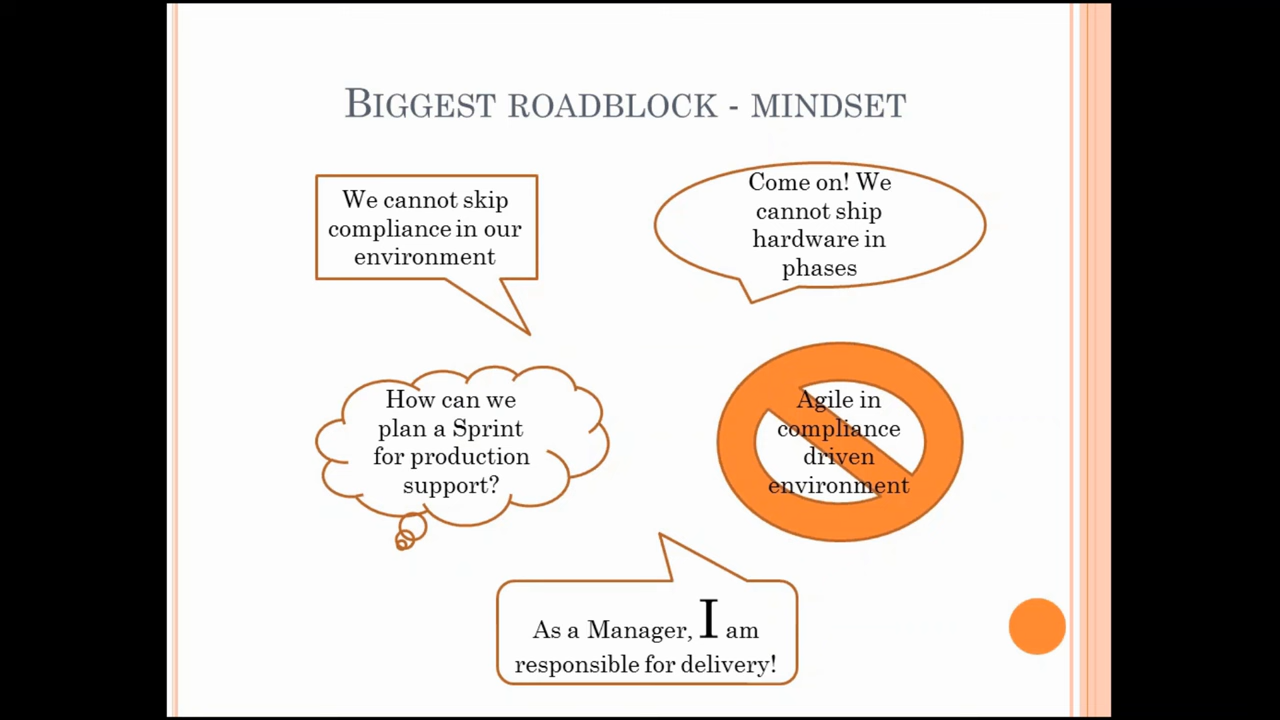 BIGGEST ROADBLOCK - MINDSET
We cannot skip
compliance in our
environment
Come on! We
cannot ship
hardware in
phases
How can we
plan a Sprint
for production
support?
Agile in
compliance
driven
environment
As a Manager, I am
responsible for delivery!